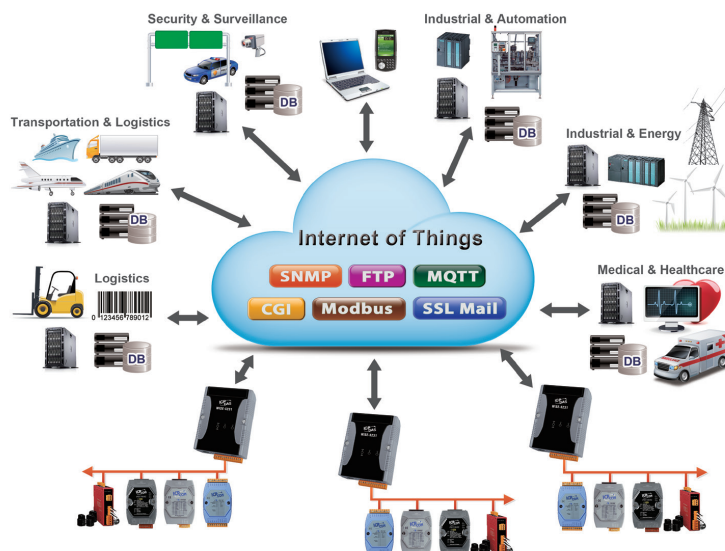 Security & Surveillance
Industrial & Automation
DB
DB
Transportation & Logistics
Industrial & Energy
DB
DB
Internet of Things
SNMP
FTP
MQTT
CGI
Modbus
SSL Mail
Logistics
0 123456 789012
DB
Medical & Healthcare
DB